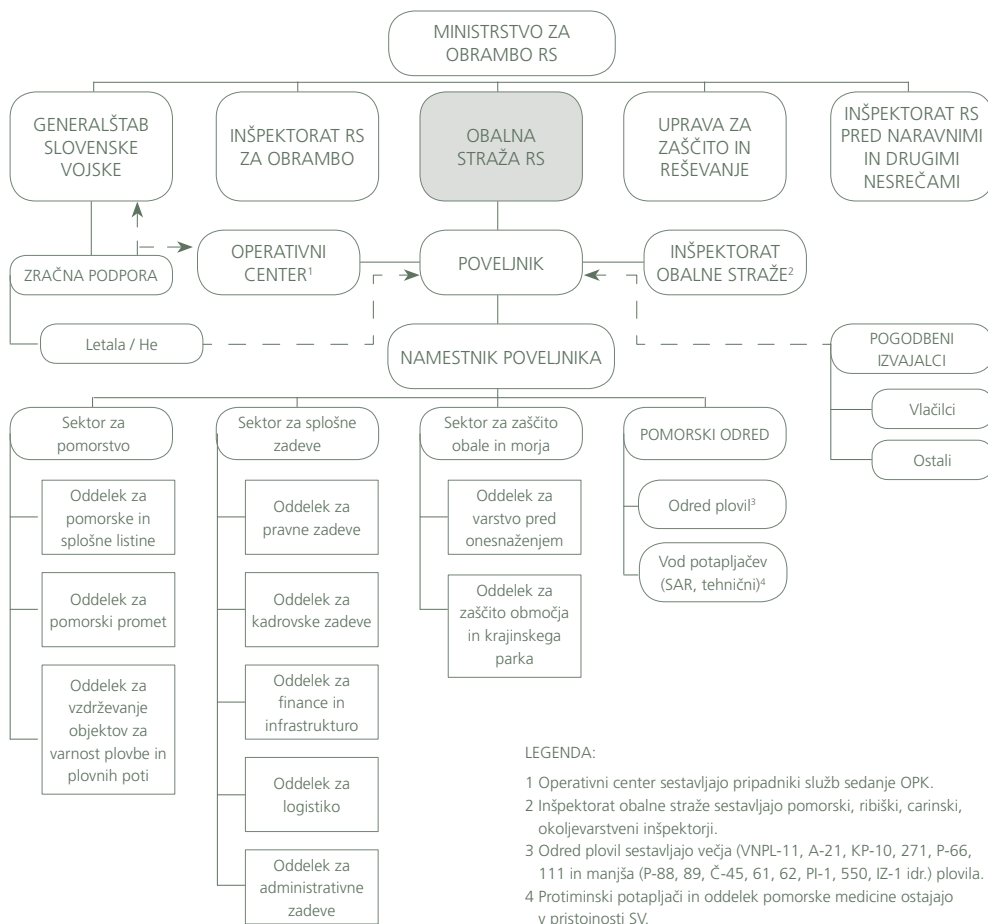 MINISTRSTVO ZA
OBRAMBO RS
GENERALŠTAB
SLOVENSKE
VOJSKE
INŠPEKTORAT RS
ZA OBRAMBO
OBALNA
STRAŽA RS
UPRAVA ZA
ZAŠČITO IN
REŠEVANJE
INŠPEKTORAT RS
PRED NARAVNIMI
IN DRUGIMI
NESREČAMI
ZRAČNA PODPORA
OPERATIVNI
CENTER¹
POVELJNIK
INŠPEKTORAT
OBALNE STRAŽE²
Letala / He
NAMESTNIK POVELJNIKA
POGODBENI
IZVAJALCI
Vlačilci
Ostali
Sektor za
pomorstvo
Sektor za splošne
zadeve
Sektor za zaščito
obale in morja
POMORSKI ODRED
Oddelek za
pomorske in
splošne listine
Oddelek za
pomorski promet
Oddelek za
vzdrževanje
objektov za
varnost plovbe in
plovnih poti
Oddelek za
pravne zadeve
Oddelek za
kadrovske zadeve
Oddelek za
finance in
infrastrukturo
Oddelek za
logistiko
Oddelek za
administrativne
zadeve
Oddelek za
varstvo pred
onesnaženjem
Oddelek za
zaščito območja
in krajinskega
parka
Odred plovil³
Vod potapljačev
(SAR, tehnični)⁴
LEGENDA:
1 Operativni center sestavljajo pripadniki služb sedanje OPK.
2 Inšpektorat obalne straže sestavljajo pomorski, ribiški, carinski,
okoljevarstveni inšpektorji.
3 Odred plovil sestavljajo večja (VNPL-11, A-21, KP-10, 271, P-66,
111 in manjša (P-88, 89, Č-45, 61, 62, PI-1, 550, IZ-1 idr.) plovila.
4 Protiminski potapljači in oddelek pomorske medicine ostajajo
v pristojnosti SV.